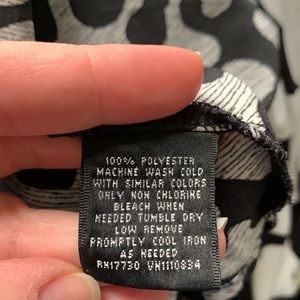 100% POLYESTER
MACHINE WASH COLD
WITH SIMILAR COLORS
ONLY NON CHLORINE
BLEACH WHEN
NEEDED TUMBLE DRY
LOW REMOVE
PROMPTLY COOL IRON
AS NEEDED
RN17730 VN1110834